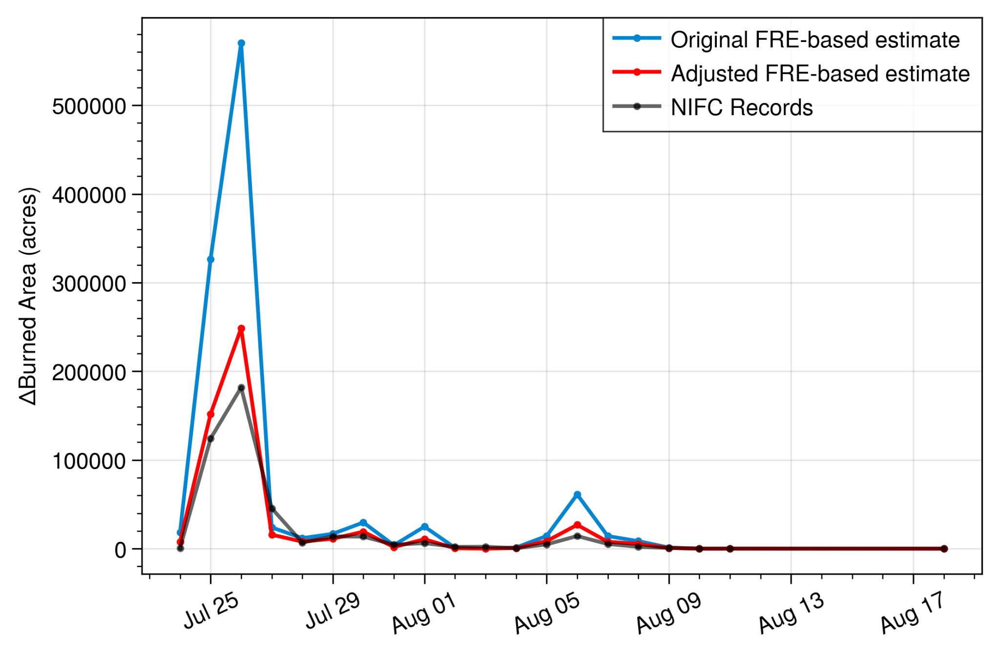 Original FRE-based estimate
Adjusted FRE-based estimate
NIFC Records
ΔBurned Area (acres)
500000
400000
300000
200000
100000
0
Jul 25
Jul 29
Aug 01
Aug 05
Aug 09
Aug 13
Aug 17